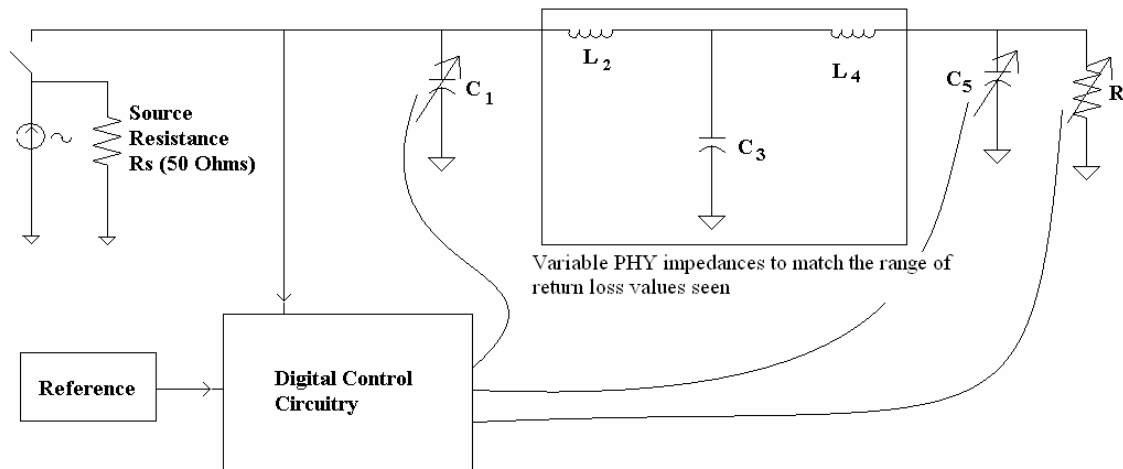 L 2
L 4
C 1
C 5
R
Source
Resistance
Rs (50 Ohms)
C 3
Variable PHY impedances to match the range of
return loss values seen
Reference
Digital Control
Circuitry